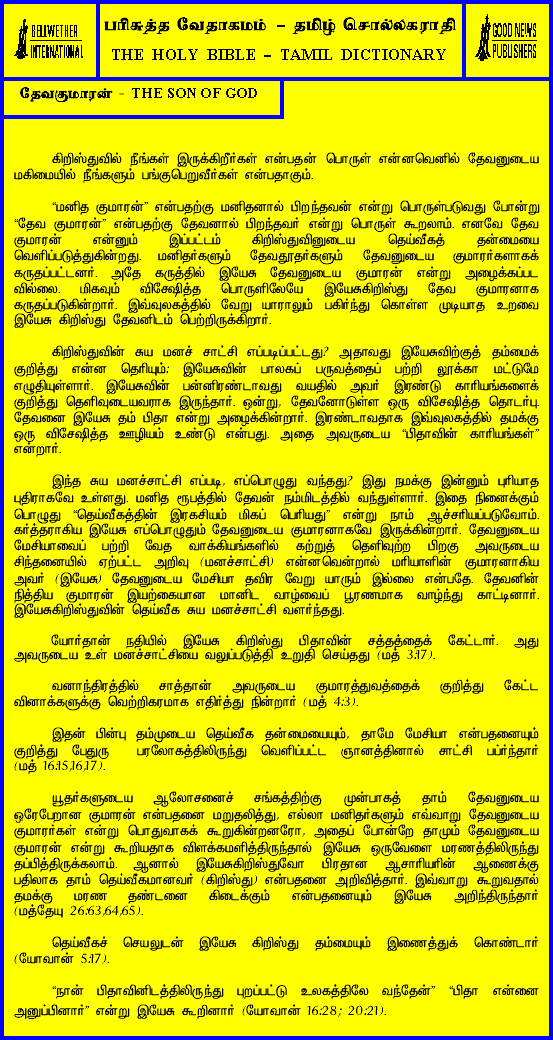 BELLWETHER
INTERNATIONAL
பரிசுத்த வேதாகமம் – தமிழ் சொல்லகராதி
THE HOLY BIBLE – TAMIL DICTIONARY
GOOD NEWS
PUBLISHERS
தேவகுமாரன் - THE SON OF GOD
கிறிஸ்துவில் நீங்கள் இருக்கிறீர்கள் என்பதன் பொருள் என்னவெனில் தேவனுடைய
மகிமையில் நீங்களும் பங்குபெறுவீர்கள் என்பதாகும்.
“மனித குமாரன்” என்பதற்கு மனிதனால் பிறந்தவன் என்று பொருள்படுவது போன்று
“தேவ குமாரன்” என்பதற்கு தேவனால் பிறந்தவர் என்று பொருள் கூறலாம். எனவே தேவ
குமாரன் என்னும் இப்பட்டம் கிறிஸ்துவினுடைய தெய்வீகத் தன்மையை
வெளிப்படுத்துகின்றது. மனிதர்களும் தேவதூதர்களும் தேவனுடைய குமாரர்களாகக்
கருதப்பட்டனர். அதே கருத்தில் இயேசு தேவனுடைய குமாரன் என்று அழைக்கப்பட
வில்லை. மிகவும் விசேஷித்த பொருளிலேயே இயேசுகிறிஸ்து தேவ குமாரனாக
கருதப்படுகின்றார். இவ்வுலகத்தில் வேறு யாராலும் பகிர்ந்து கொள்ள முடியாத உறவை
இயேசு கிறிஸ்து தேவனிடம் பெற்றிருக்கிறார்.
கிறிஸ்துவின் சுய மனச் சாட்சி எப்படிப்பட்டது? அதாவது இயேசுவிற்குத் தம்மைக்
குறித்து என்ன தெரியும்: இயேசுவின் பாலகப் பருவத்தைப் பற்றி லூக்கா மட்டுமே
எழுதியுள்ளார். இயேசுவின் பன்னிரண்டாவது வயதில் அவர் இரண்டு காரியங்களைக்
குறித்து தெளிவுடையவராக இருந்தார். ஒன்று, தேவனோடுள்ள ஒரு விசேஷித்த தொடர்பு.
தேவனை இயேசு தம் பிதா என்று அழைக்கின்றார். இரண்டாவதாக இவ்வுலகத்தில் தமக்கு
ஒரு விசேஷித்த ஊழியம் உண்டு என்பது. அதை அவருடைய “பிதாவின் காரியங்கள்”
என்றார்.
இந்த சுய மனச்சாட்சி எப்படி, எப்பொழுது வந்தது? இது நமக்கு இன்னும் புரியாத
புதிராகவே உள்ளது. மனித ரூபத்தில் தேவன் நம்மிடத்தில் வந்துள்ளார். இதை நினைக்கும்
பொழுது “தெய்வீகத்தின் இரகசியம் மிகப் பெரியது” என்று நாம் ஆச்சரியப்படுவோம்.
கர்த்தராகிய இயேசு எப்பொழுதும் தேவனுடைய குமாரனாகவே இருக்கின்றார். தேவனுடைய
மேசியாவைப் பற்றி வேத வாக்கியங்களில் கற்றுத் தெளிவுற்ற பிறகு அவருடைய
சிந்தனையில் ஏற்பட்ட அறிவு (மனச்சாட்சி) என்னவென்றால் மரியாளின் குமாரனாகிய
அவர் (இயேசு) தேவனுடைய மேசியா தவிர வேறு யாரும் இல்லை என்பதே. தேவனின்
நித்திய குமாரன் இயற்கையான மானிட வாழ்வைப் பூரணமாக வாழ்ந்து காட்டினார்.
இயேசுகிறிஸ்துவின் தெய்வீக சுய மனச்சாட்சி வளர்ந்தது.
யோர்தான் நதியில் இயேசு கிறிஸ்து பிதாவின் சத்தத்தைக் கேட்டார். அது
அவருடைய உள் மனச்சாட்சியை வலுப்படுத்தி உறுதி செய்தது (மத் 3:17).
வனாந்திரத்தில் சாத்தான் அவருடைய குமாரத்துவத்தைக் குறித்து கேட்ட
வினாக்களுக்கு வெற்றிகரமாக எதிர்த்து நின்றார் (மத் 4:3).
இதன் பின்பு தம்முடைய தெய்வீக தன்மையையும், தாமே மேசியா என்பதனையும்
குறித்து பேதுரு பரலோகத்திலிருந்து வெளிப்பட்ட ஞானத்தினால் சாட்சி பபர்ந்தார்
(மத் 16:15,16,17).
யூதர்களுடைய ஆலோசனைச் சங்கத்திற்கு முன்பாகத் தாம் தேவனுடைய
ஒரேபேறான குமாரன் என்பதனை மறுதலித்து, எல்லா மனிதர்களும் எவ்வாறு தேவனுடைய
குமாரர்கள் என்று பொதுவாகக் கூறுகின்றனரோ, அதைப் போன்றே தாமும் தேவனுடைய
குமாரன் என்று கூறியதாக விளக்கமளித்திருந்தால் இயேசு ஒருவேளை மரணத்திலிருந்து
தப்பித்திருக்கலாம். ஆனால் இயேசுகிறிஸ்துவோ பிரதான ஆசாரியரின் ஆணைக்கு
பதிலாக தாம் தெய்வீகமானவர் (கிறிஸ்து) என்பதனை அறிவித்தார். இவ்வாறு கூறுவதால்
தமக்கு மரண தண்டனை கிடைக்கும் என்பதனையும் இயேசு அறிந்திருந்தார்
(மத்தேயு 26:63,64,65).
தெய்வீகச் செயலுடன் இயேசு கிறிஸ்து தம்மையும் இணைத்துக் கொண்டார்
(யோவான் 5:17).
“நான் பிதாவினிடத்திலிருந்து புறப்பட்டு உலகத்திலே வந்தேன்” “பிதா என்னை
அனுப்பினார்” என்று இயேசு கூறினார் (யோவான் 16:28; 20:21).